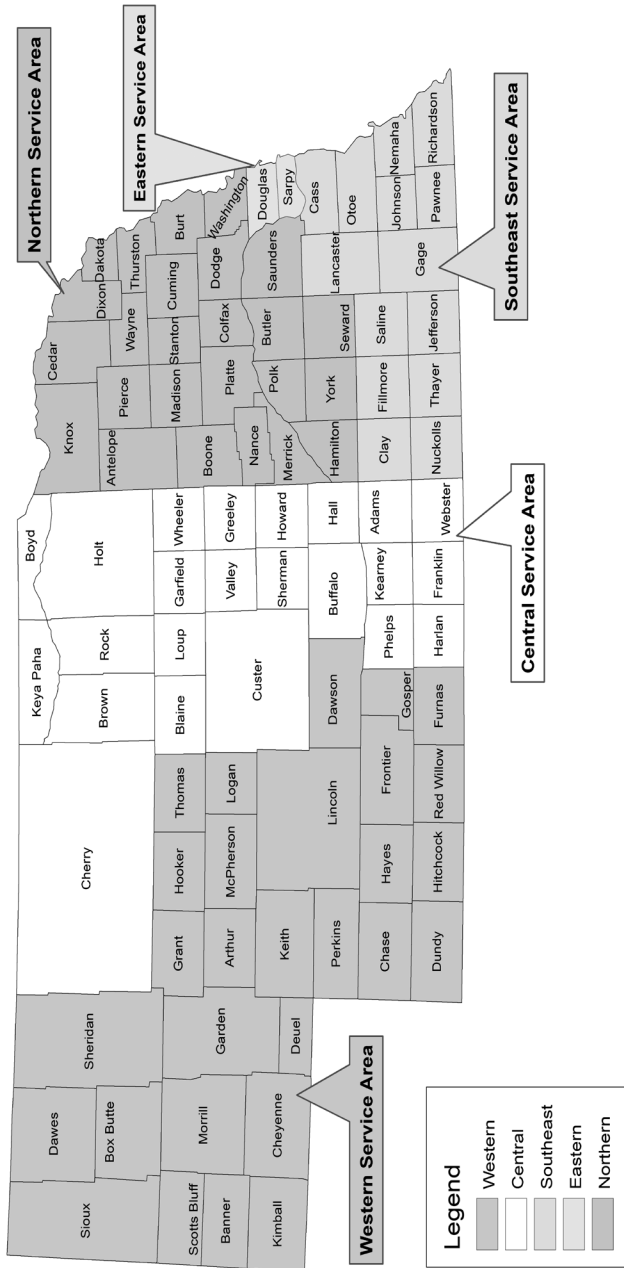 Northern Service Area
Eastern Service Area
Southeast Service Area
Central Service Area
Western Service Area
Sioux
Dawes
Box Butte
Sheridan
Scotts Bluff
Banner
Kimball
Morrill
Cheyenne
Garden
Deuel
Cherry
Grant
Hooker
Thomas
Arthur
McPherson
Logan
Keith
Lincoln
Perkins
Chase
Hayes
Frontier
Dundy
Hitchcock
Red Willow
Furnas
Gosper
Dawson
Keya Paha
Boyd
Brown
Rock
Holt
Blaine
Loup
Garfield
Wheeler
Custer
Valley
Greeley
Sherman
Howard
Buffalo
Hall
Phelps
Kearney
Adams
Harlan
Franklin
Webster
Knox
Cedar
Dixon
Dakota
Antelope
Pierce
Wayne
Thurston
Boone
Madison
Stanton
Cuming
Burt
Nance
Platte
Colfax
Dodge
Washington
Merrick
Polk
Butler
Saunders
Douglas
Sarpy
Hamilton
York
Seward
Lancaster
Cass
Otoe
Clay
Fillmore
Saline
Gage
Johnson
Nemaha
Nuckolls
Thayer
Jefferson
Pawnee
Richardson
Legend
Western
Central
Southeast
Eastern
Northern